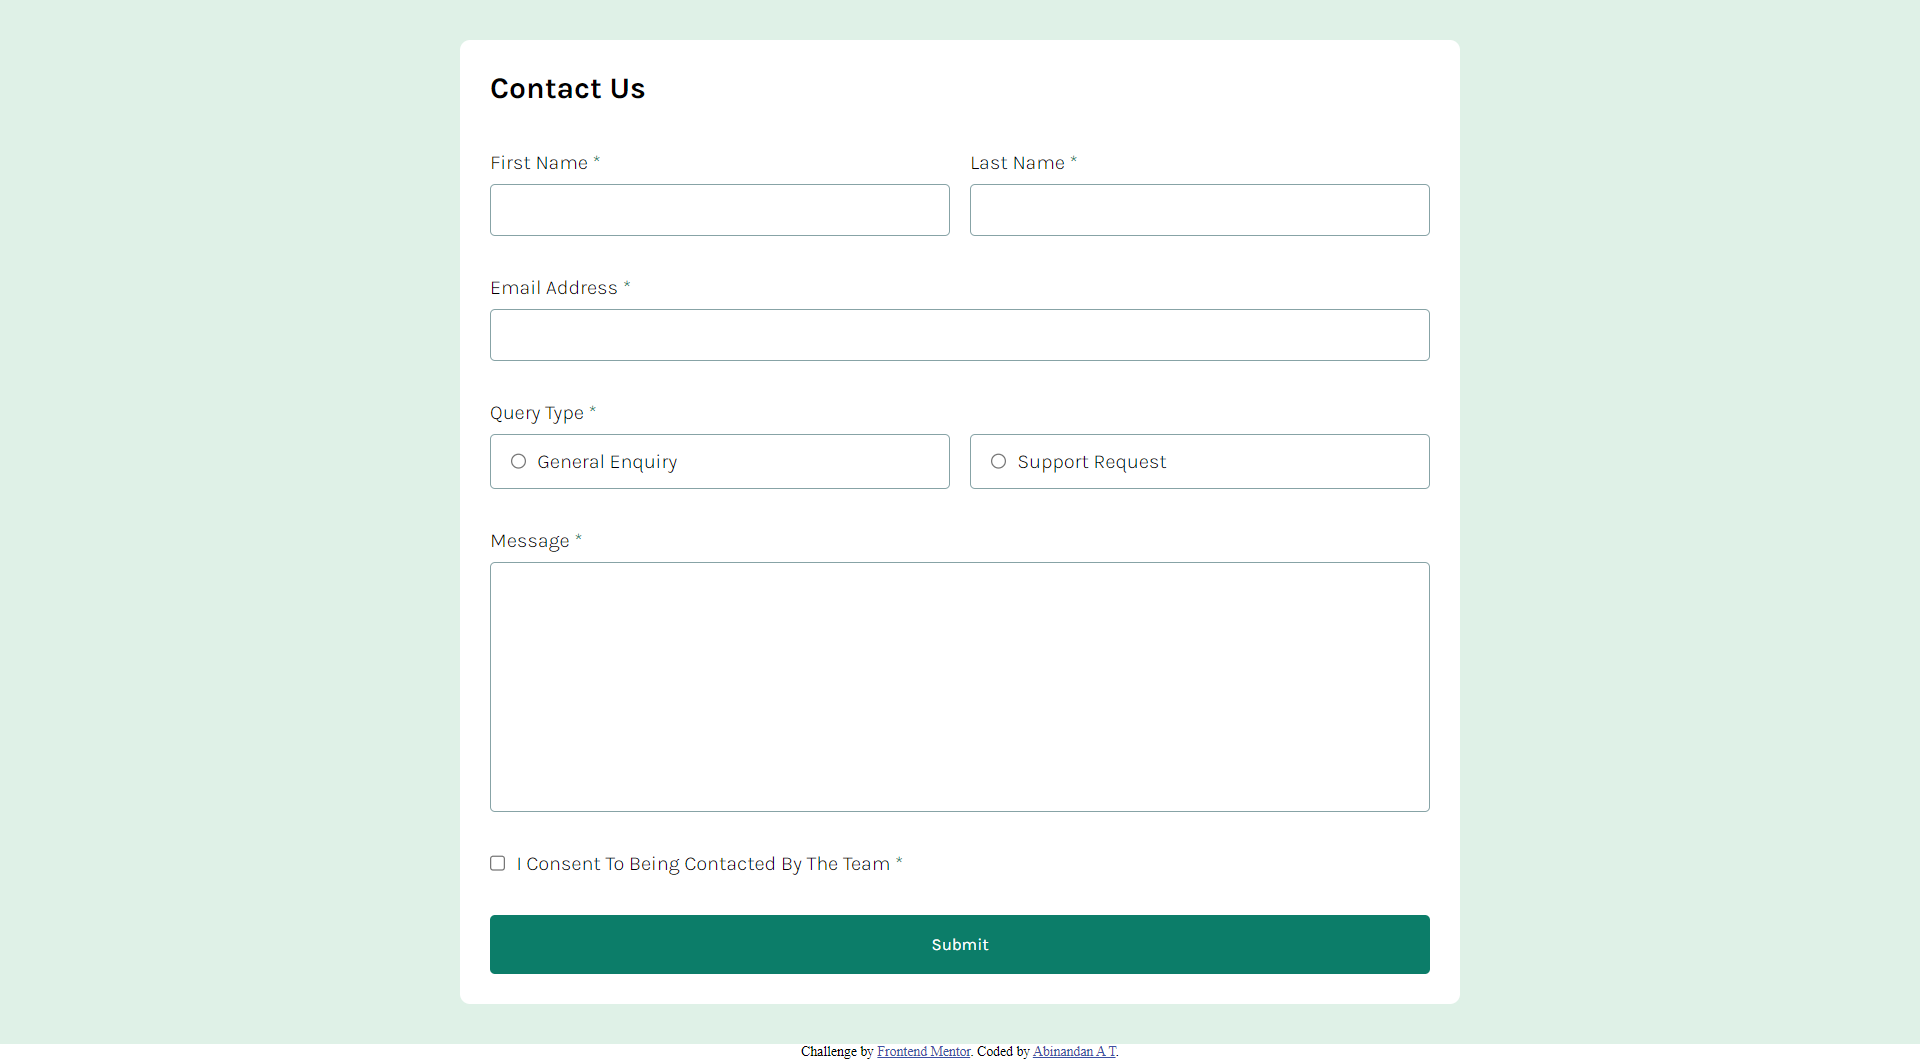 Contact Us
First Name *
Last Name *
Email Address *
Query Type *
General Enquiry
Support Request
Message *
I Consent To Being Contacted By The Team *
Submit
Challenge by Frontend Mentor. Coded by Abinandan A T.